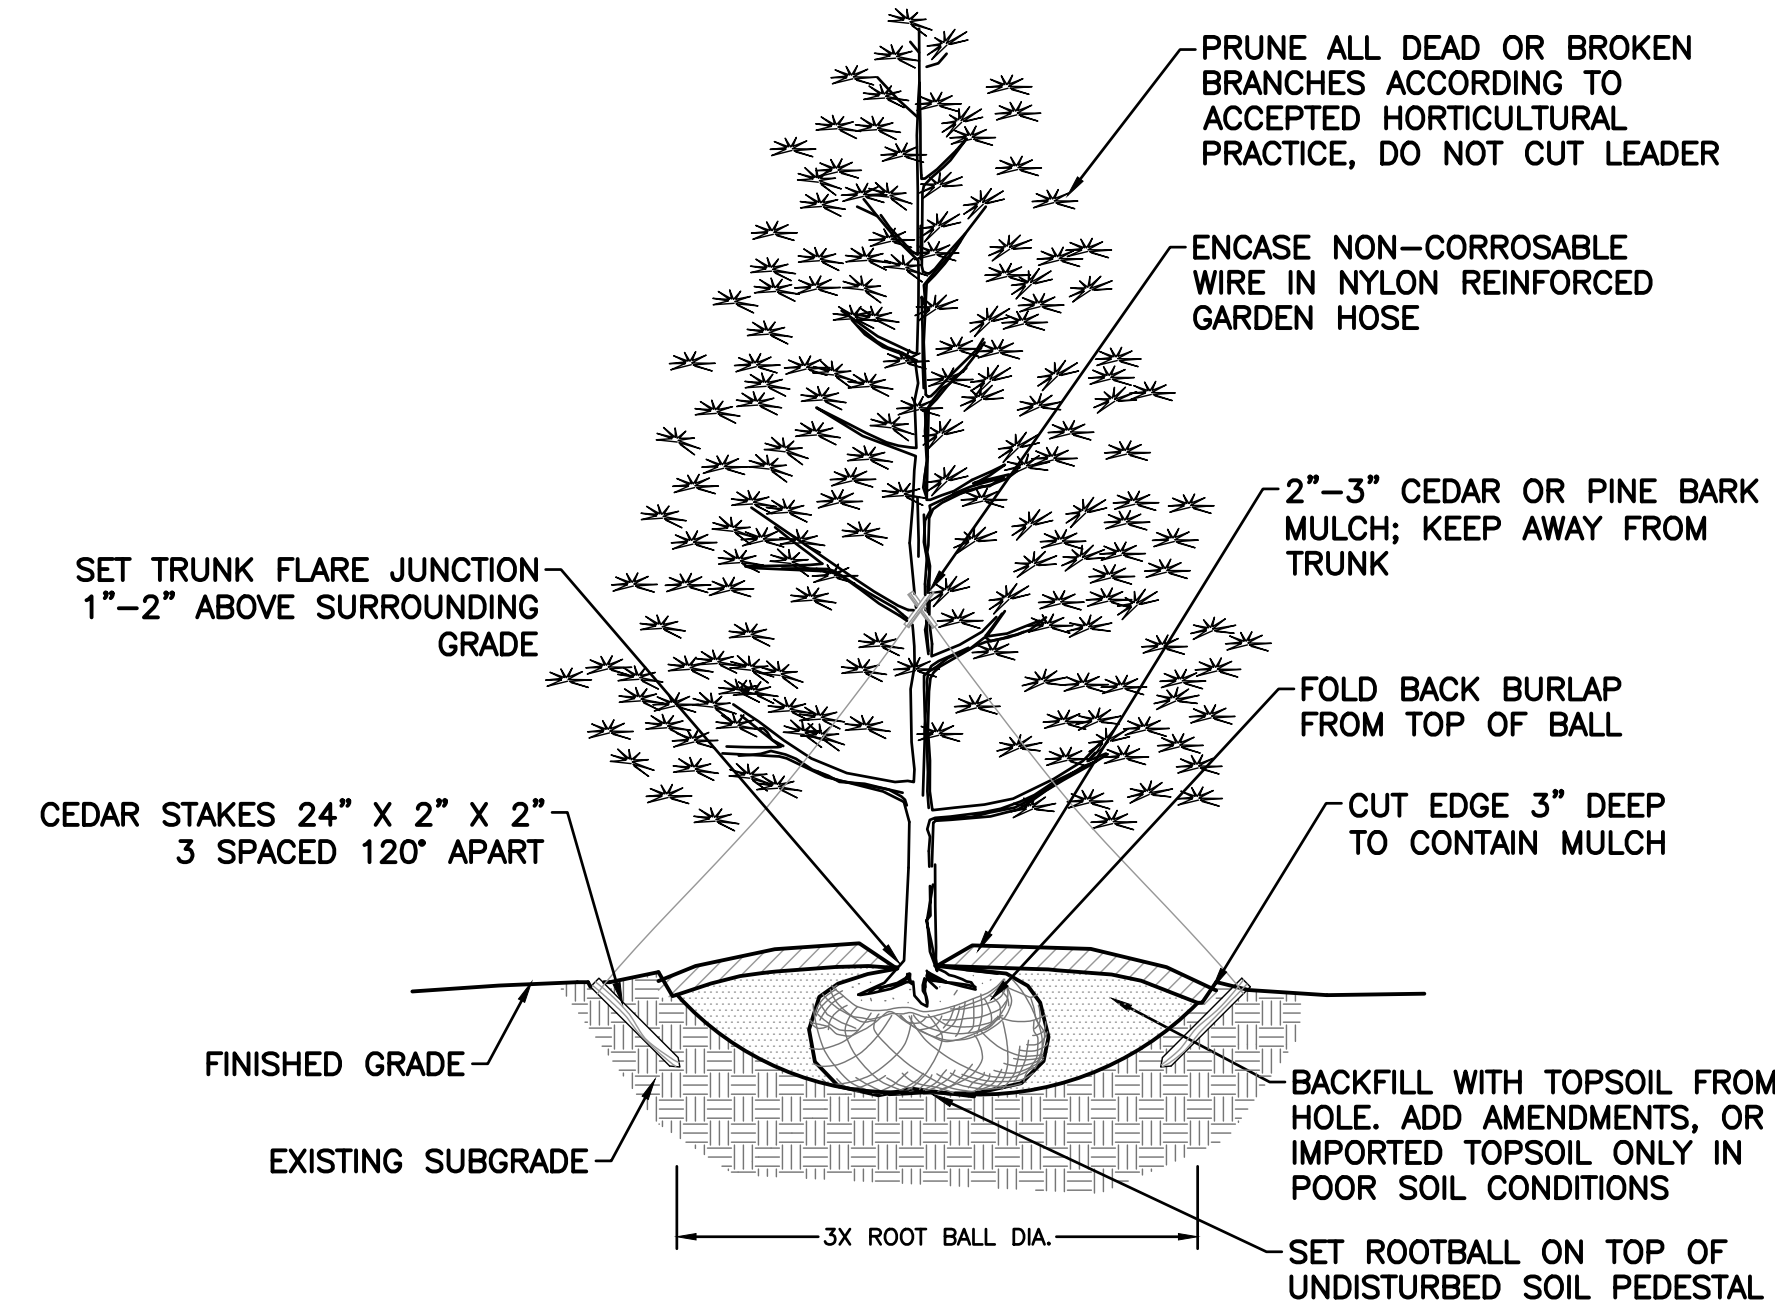 PRUNE ALL DEAD OR BROKEN
BRANCHES ACCORDING TO
ACCEPTED HORTICULTURAL
PRACTICE, DO NOT CUT LEADER
ENCASE NON-CORROSABLE
WIRE IN NYLON REINFORCED
GARDEN HOSE
2"-3" CEDAR OR PINE BARK
MULCH; KEEP AWAY FROM
TRUNK
SET TRUNK FLARE JUNCTION
1"-2" ABOVE SURROUNDING
GRADE
FOLD BACK BURLAP
FROM TOP OF BALL
CEDAR STAKES 24" X 2" X 2"
3 SPACED 120° APART
CUT EDGE 3" DEEP
TO CONTAIN MULCH
FINISHED GRADE
EXISTING SUBGRADE
BACKFILL WITH TOPSOIL FROM
HOLE. ADD AMENDMENTS, OR
IMPORTED TOPSOIL ONLY IN
POOR SOIL CONDITIONS
3X ROOT BALL DIA.
SET ROOTBALL ON TOP OF
UNDISTURBED SOIL PEDESTAL